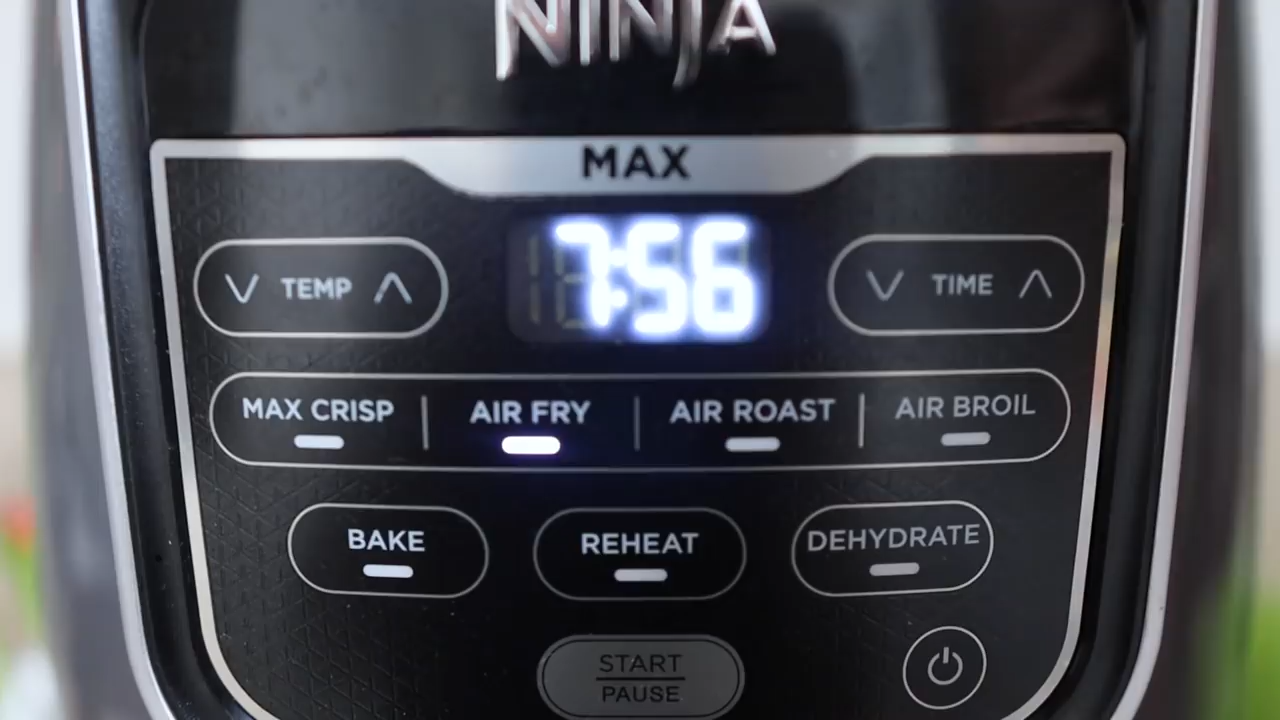 NINJA
MAX
TEMP
7:56
TIME
MAX CRISP
AIR FRY
AIR ROAST
AIR BROIL
BAKE
REHEAT
DEHYDRATE
START
PAUSE